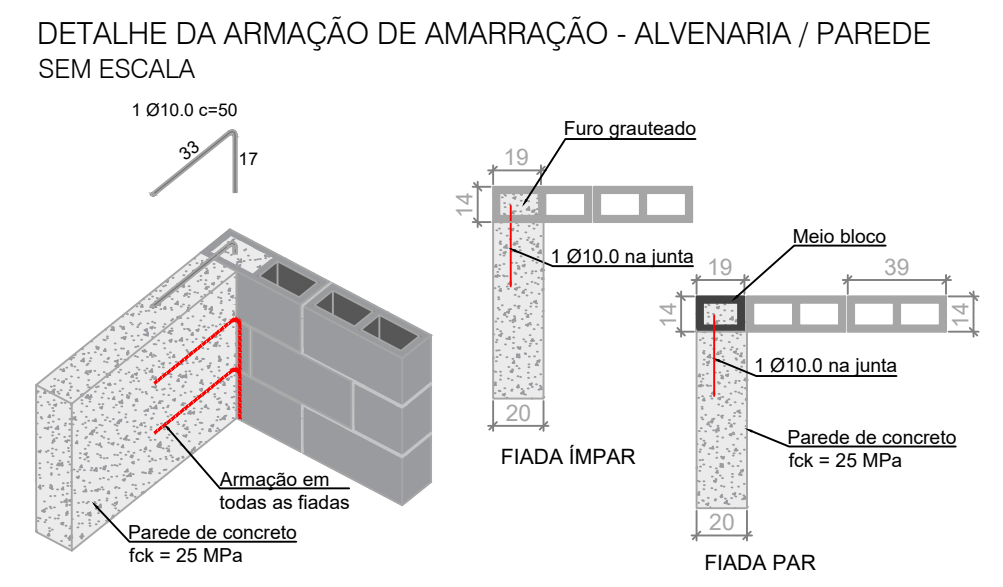 DETALHE DA ARMAÇÃO DE AMARRAÇÃO - ALVENARIA / PAREDE
SEM ESCALA
1 Ø10.0 c=50
33
17
Armação em
todas as fiadas
Parede de concreto
fck = 25 MPa
Furo grauteado
19
14
1 Ø10.0 na junta
20
FIADA ÍMPAR
Meio bloco
19
39
14
14
1 Ø10.0 na junta
Parede de concreto
fck = 25 MPa
20
FIADA PAR